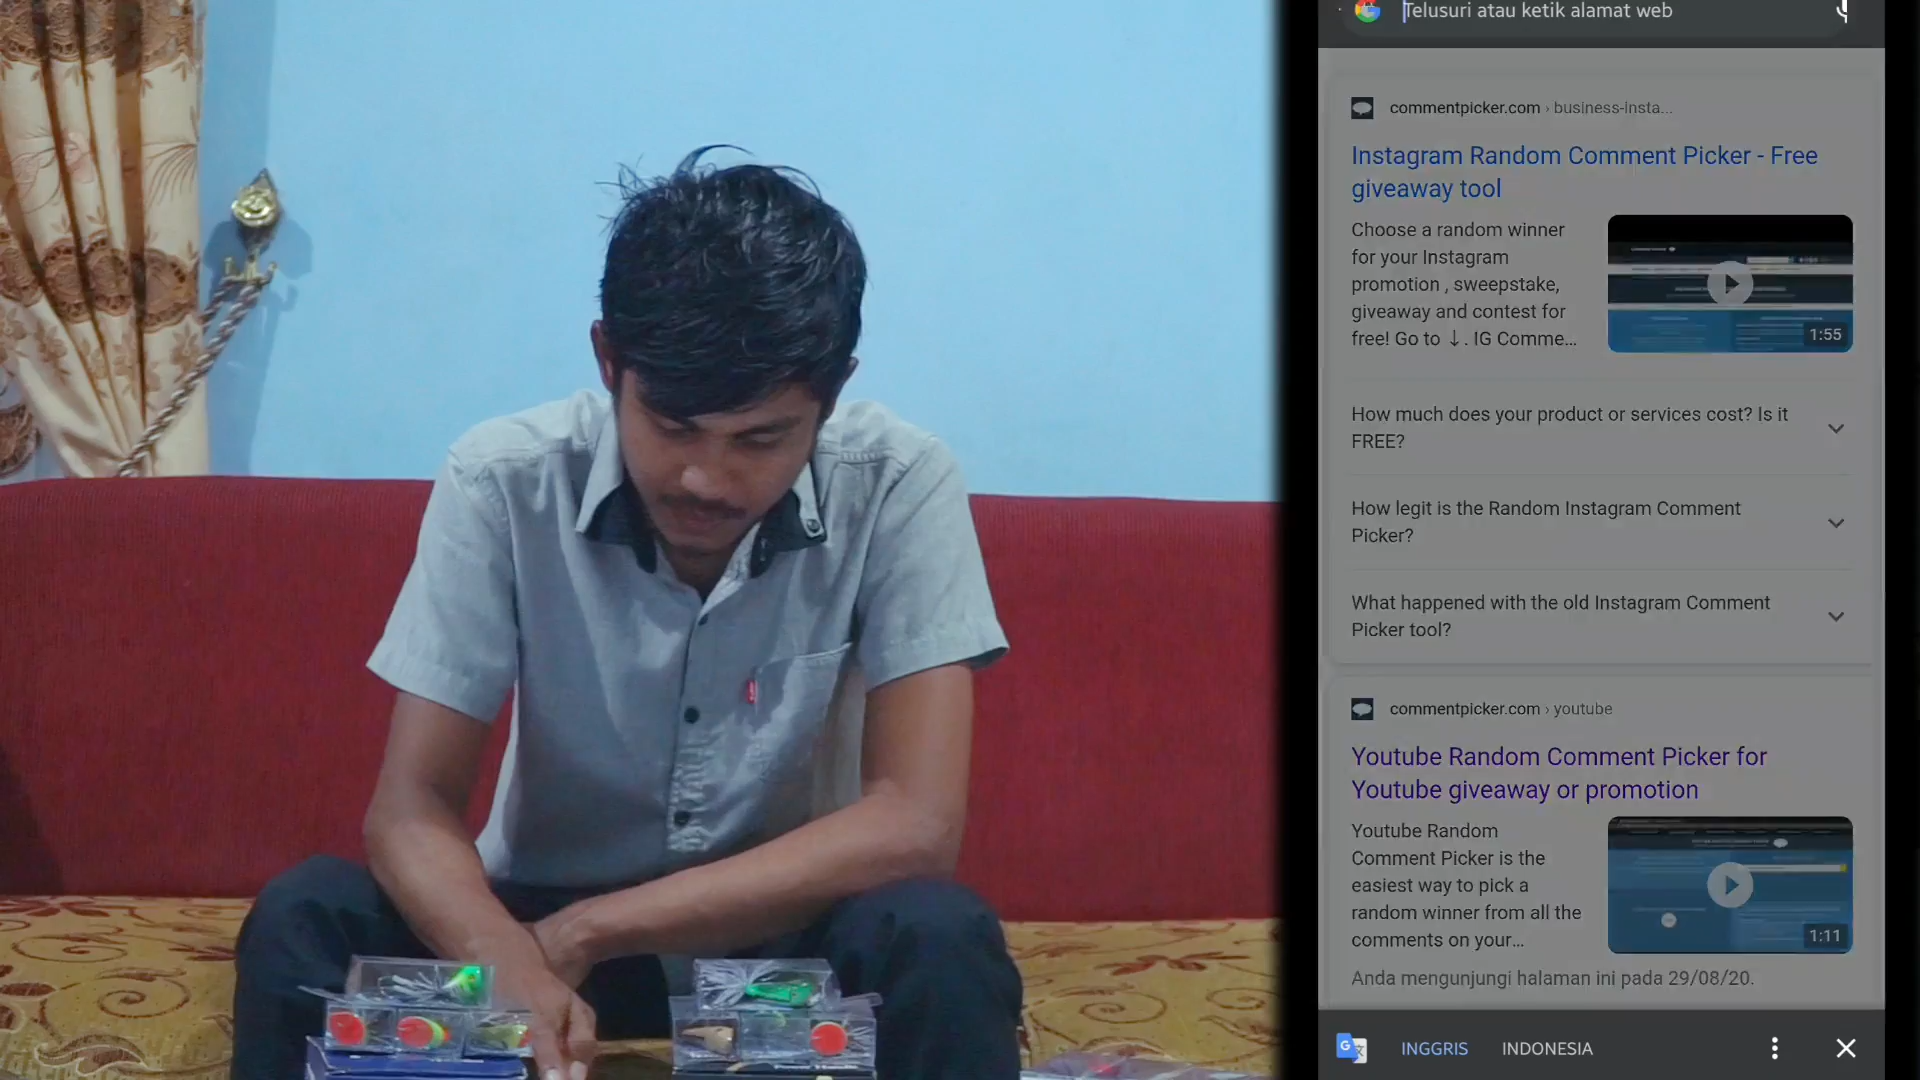 Telusuri atau ketik alamat web
commentpicker.com › business-insta...
Instagram Random Comment Picker - Free
giveaway tool
Choose a random winner
for your Instagram
promotion , sweepstake,
giveaway and contest for
free! Go to ↓. IG Comme...
1:55
How much does your product or services cost? Is it
FREE?
How legit is the Random Instagram Comment
Picker?
What happened with the old Instagram Comment
Picker tool?
commentpicker.com › youtube
Youtube Random Comment Picker for
Youtube giveaway or promotion
Youtube Random
Comment Picker is the
easiest way to pick a
random winner from all the
comments on your...
1:11
Anda mengunjungi halaman ini pada 29/08/20.
INGGRIS INDONESIA